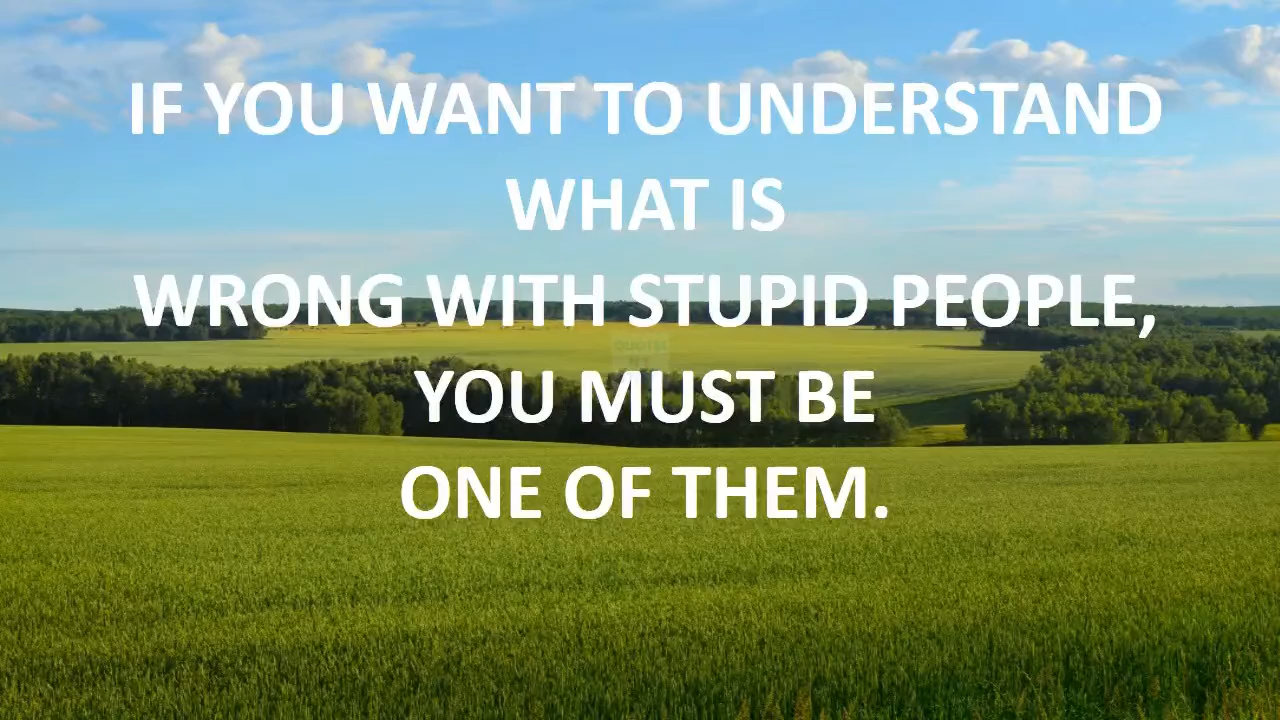 IF YOU WANT TO UNDERSTAND
WHAT IS
WRONG WITH STUPID PEOPLE,
YOU MUST BE
ONE OF THEM.